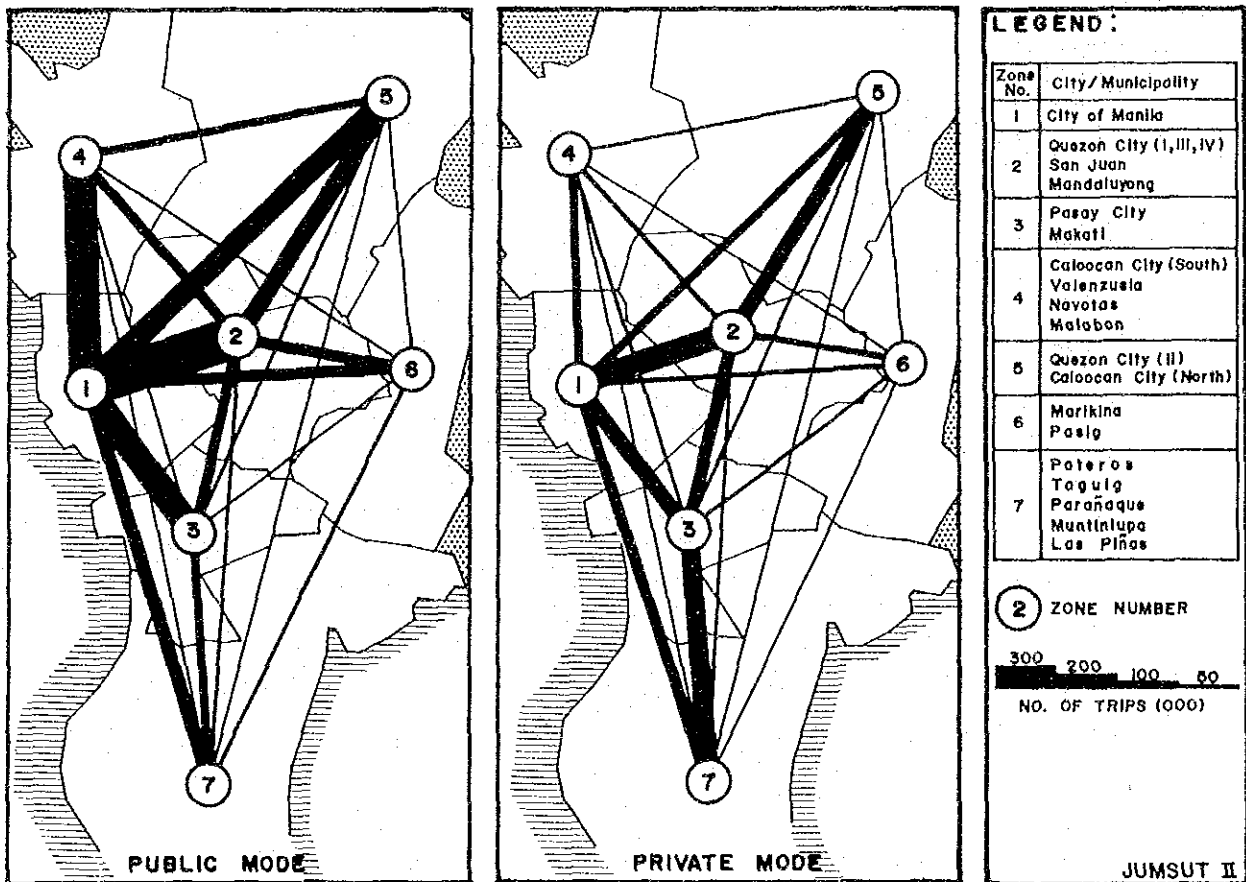 5
4
2
6
1
3
7
PUBLIC MODE
5
4
2
6
1
3
7
PRIVATE MODE
LEGEND:
Zone No. City/Municipality
1 City of Manila
2 Quezon City (I,III,IV)
San Juan
Mandaluyong
3 Pasay City
Makati
4 Caloocan City (South)
Valenzuela
Navotas
Malabon
5 Quezon City (II)
Caloocan City (North)
6 Marikina
Pasig
7 Pateros
Taguig
Parañaque
Muntinlupa
Las Piñas
2 ZONE NUMBER
300 200 100 50
NO. OF TRIPS (000)
JUMSUT II